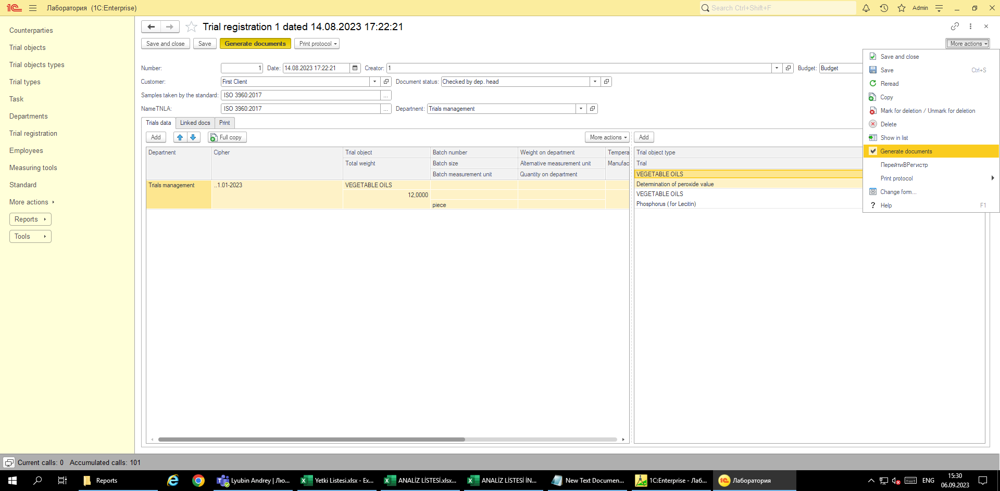 1C Лаборатория (1C:Enterprise) Search Ctrl+Shift+F Admin
Counterparties
Trial objects
Trial objects types
Trial types
Task
Departments
Trial registration
Employees
Measuring tools
Standard
More actions
Reports
Tools
Trial registration 1 dated 14.08.2023 17:22:21
Save and close Save Generate documents Print protocol More actions
Number: 1 Date: 14.08.2023 17:22:21 Creator: 1 Budget: Budget
Customer: First Client Document status: Checked by dep. head
Samples taken by the standard: ISO 3960:2017 ...
NameTNLA: ISO 3960:2017 ... Departnent: Trials management
Trials data Linked docs Print
Add Full copy More actions Add
Department Cipher Trial object Batch number Weight on department Tempera
Total weight Batch size Alternative measurement unit Manufac
Batch measurement unit Quantity on department
Trials management ..1.01-2023 VEGETABLE OİLS
12,0000
piece
Trial object type
Trial
VEGETABLE OİLS
Determination of peroxide value
VEGETABLE OİLS
Phosphorus (for Lecitin)
Save and close
Save Ctrl+S
Reread
Copy
Mark for deletion / Unmark for deletion
Delete
Show in list
Generate documents
ПерейтиВРегистр
Print protocol
Change form...
? Help F1
Current calls: 0 Accumulated calls: 101
Reports Lyubin Andrey | Лю... Yetki Listesi.xlsx - Ex... ANALİZ LİSTESİ.xlsx... ANALİZ LİSTESİ İN... New Text Documen... 1C:Enterprise - Лаб... Лаборатория ENG 15:30
06.09.2023